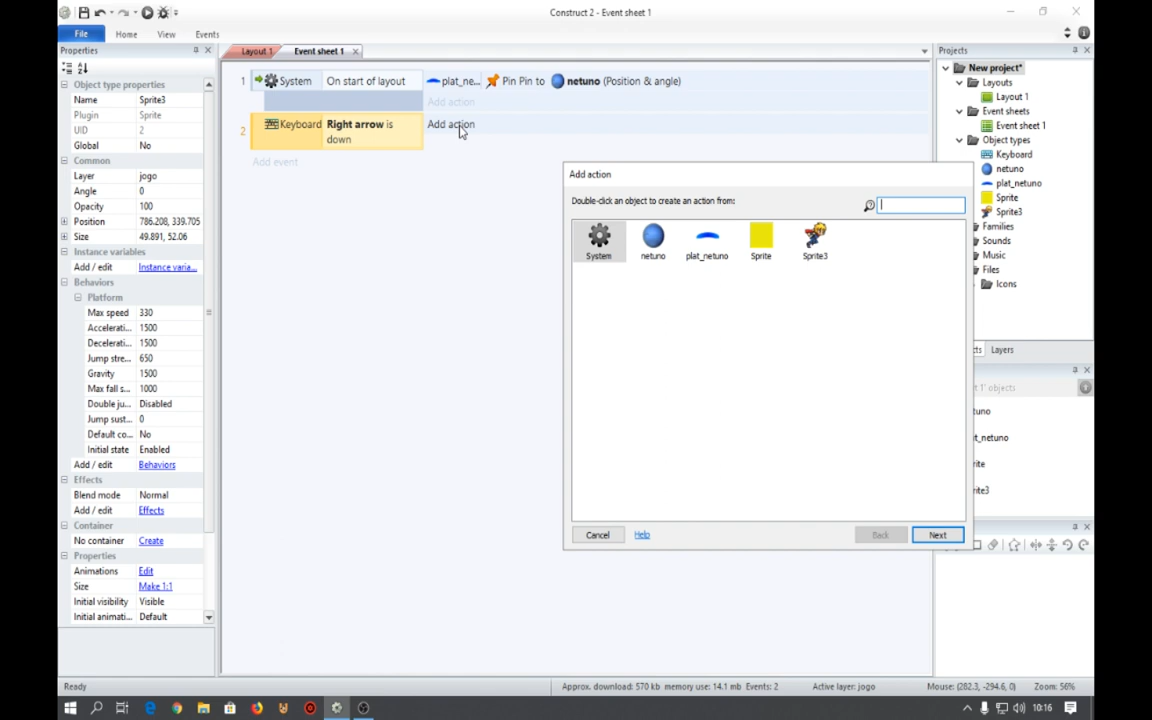 Construct 2 - Event sheet 1
File Home View Events
Properties
Object type properties
Name Sprite3
Plugin Sprite
UID 2
Global No
Common
Layer jogo
Angle 0
Opacity 100
Position 786.208, 339.705
Size 49.891, 52.06
Instance variables
Add / edit Instance varia...
Behaviors
Platform
Max speed 330
Accelerati... 1500
Decelerati... 1500
Jump stre... 650
Gravity 1500
Max fall s... 1000
Double ju... Disabled
Jump sust... 0
Default co... No
Initial state Enabled
Add / edit Behaviors
Effects
Blend mode Normal
Add / edit Effects
Container
No container Create
Properties
Animations Edit
Size Make 1:1
Initial visibility Visible
Initial animati... Default
Layout 1 Event sheet 1
1 System On start of layout plat_ne... Pin Pin to netuno (Position & angle)
Add action
2 Keyboard Right arrow is down Add action
Add event
Add action
Double-click an object to create an action from:
System netuno plat_netuno Sprite Sprite3
Cancel Help Back Next
Projects
New project*
Layouts
Layout 1
Event sheets
Event sheet 1
Object types
Keyboard
netuno
plat_netuno
Sprite
Sprite3
Families
Sounds
Music
Files
Icons
cts Layers
t 1' objects
tuno
at_netuno
rite
rite3
Ready Approx. download: 570 kb memory use: 14.1 mb Events: 2 Active layer: jogo Mouse: (282.3, -294.6, 0) Zoom: 56%
10:16